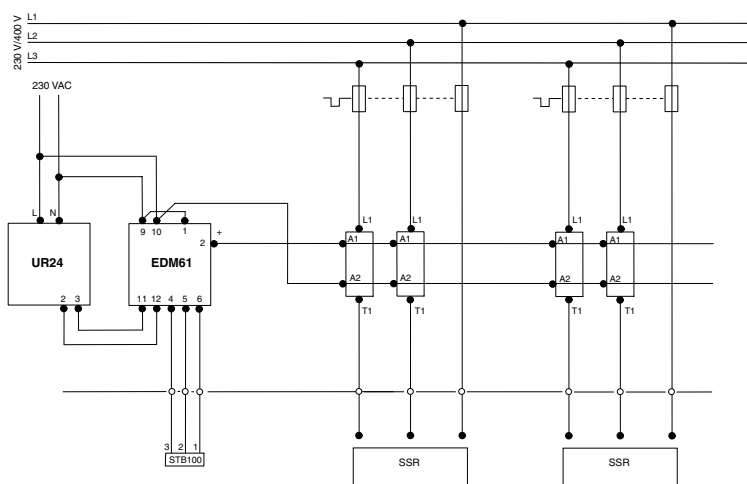 230 V/400 V
L1
L2
L3
230 VAC
L N
UR24
2 3
9 10 1
2 +
EDM61
11 12 4 5 6
3 2 1
STB100
L1 L1 L1 L1
A1 A1 A1 A1
A2 A2 A2 A2
T1 T1 T1 T1
SSR SSR